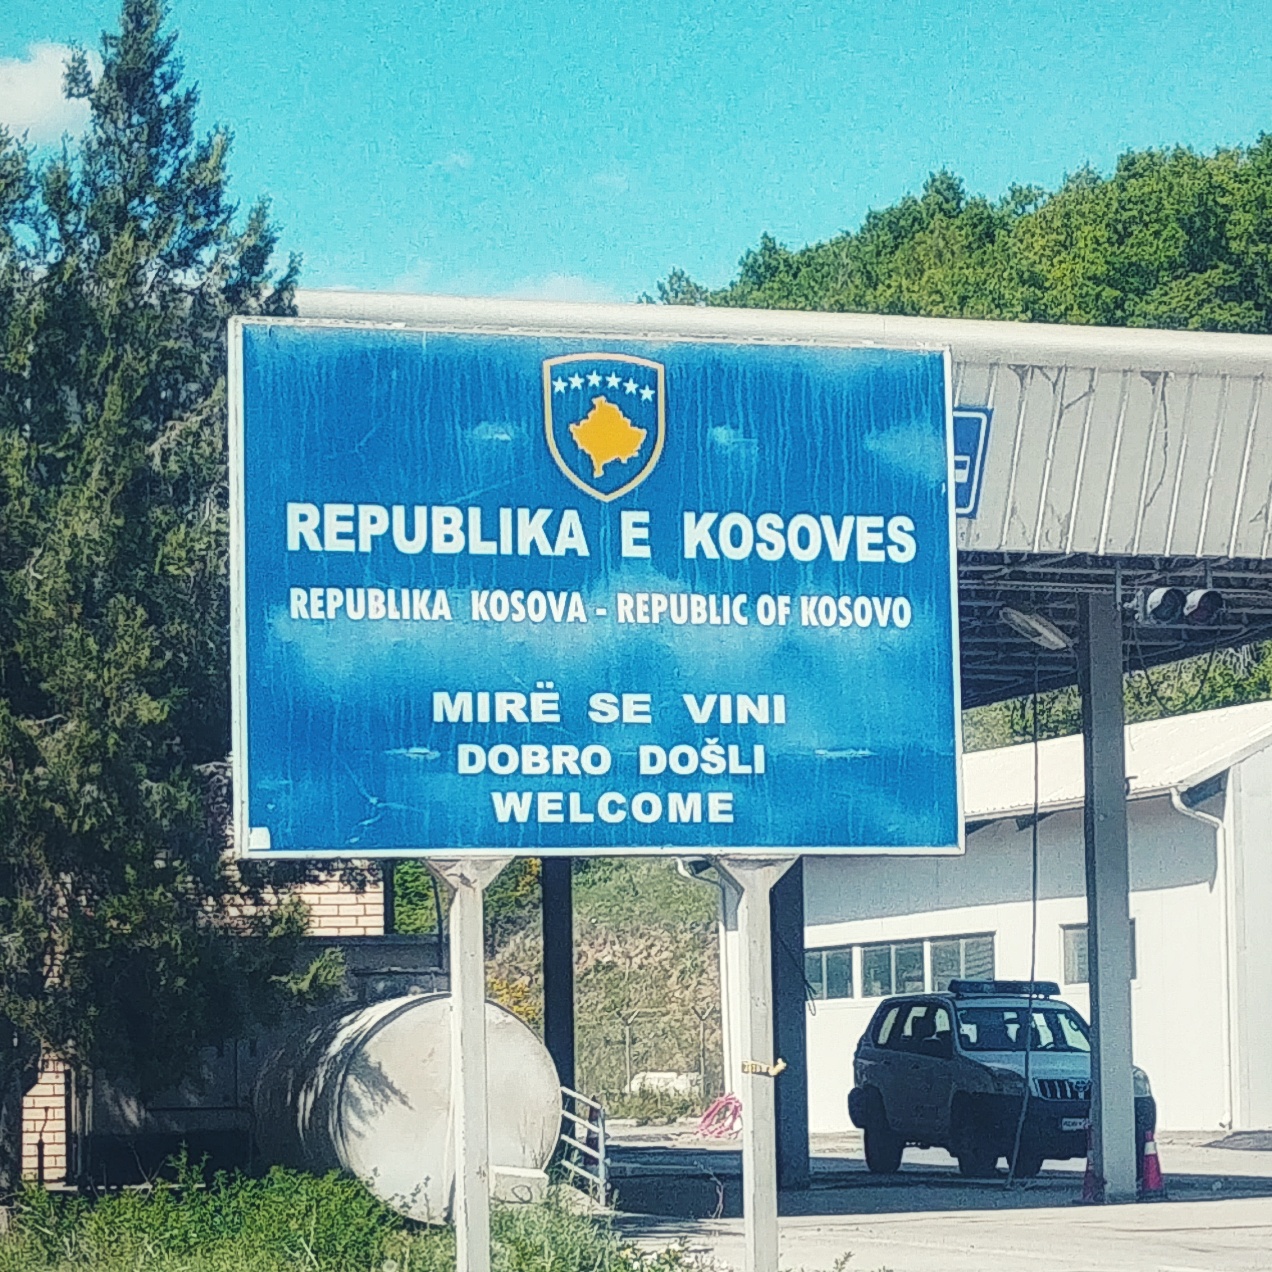 REPUBLIKA E KOSOVES
REPUBLIKA KOSOVA - REPUBLIC OF KOSOVO
MIRË SE VINI
DOBRO DOŠLI
WELCOME